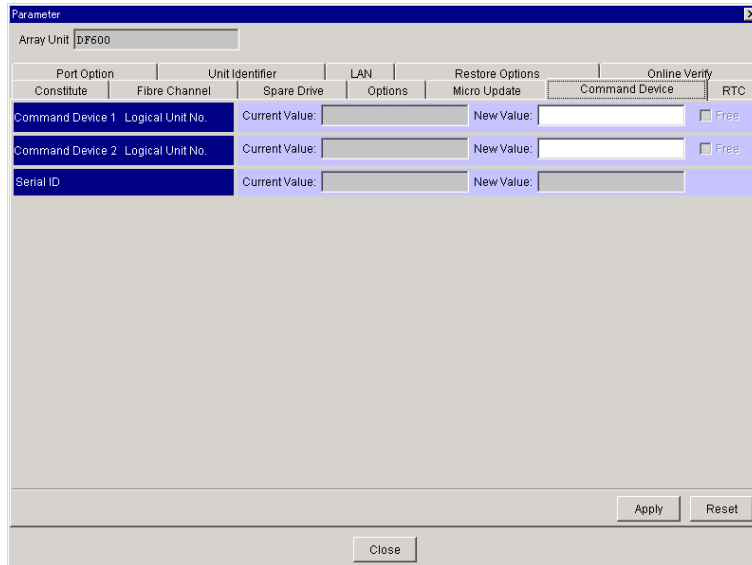 Parameter
Array Unit DF600
Port Option Unit Identifier LAN Restore Options Online Verify
Constitute Fibre Channel Spare Drive Options Micro Update Command Device RTC
Command Device 1 Logical Unit No. Current Value: New Value: Free
Command Device 2 Logical Unit No. Current Value: New Value: Free
Serial ID Current Value: New Value:
Apply Reset
Close